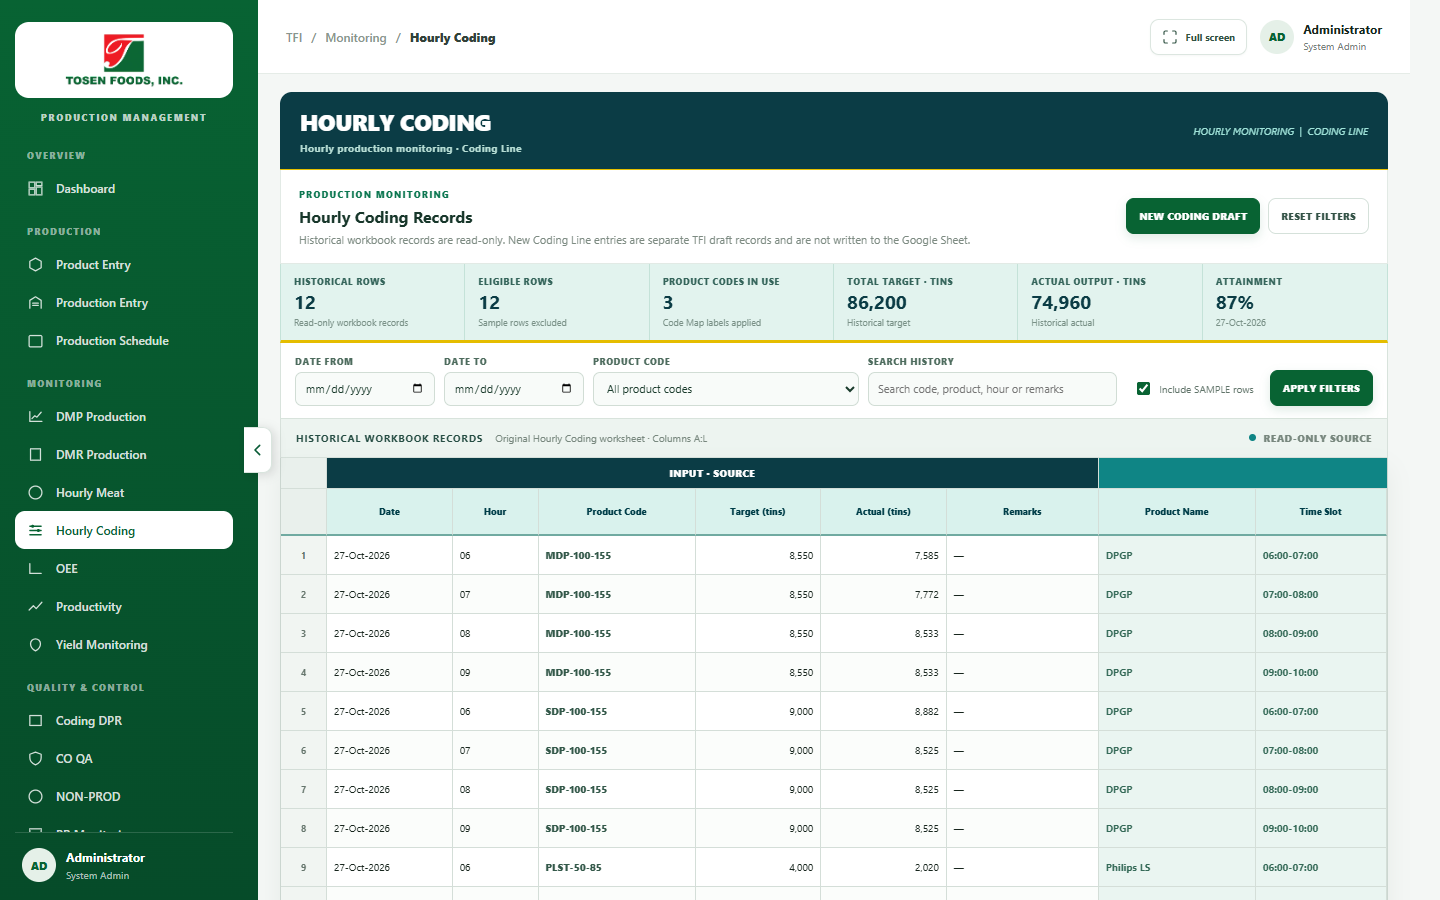 TOSEN FOODS, INC.
PRODUCTION MANAGEMENT
OVERVIEW
Dashboard
PRODUCTION
Product Entry
Production Entry
Production Schedule
MONITORING
DMP Production
DMR Production
Hourly Meat
Hourly Coding
OEE
Productivity
Yield Monitoring
QUALITY & CONTROL
Coding DPR
CO QA
NON-PROD
AD
Administrator
System Admin
TFI / Monitoring / Hourly Coding
Full screen
AD
Administrator
System Admin
HOURLY CODING
Hourly production monitoring · Coding Line
HOURLY MONITORING | CODING LINE
PRODUCTION MONITORING
Hourly Coding Records
Historical workbook records are read-only. New Coding Line entries are separate TFI draft records and are not written to the Google Sheet.
NEW CODING DRAFT
RESET FILTERS
HISTORICAL ROWS
12
Read-only workbook records
ELIGIBLE ROWS
12
Sample rows excluded
PRODUCT CODES IN USE
3
Code Map labels applied
TOTAL TARGET · TINS
86,200
Historical target
ACTUAL OUTPUT · TINS
74,960
Historical actual
ATTAINMENT
87%
27-Oct-2026
DATE FROM
mm/dd/yyyy
DATE TO
mm/dd/yyyy
PRODUCT CODE
All product codes
SEARCH HISTORY
Search code, product, hour or remarks
Include SAMPLE rows
APPLY FILTERS
HISTORICAL WORKBOOK RECORDS Original Hourly Coding worksheet · Columns A:L
READ-ONLY SOURCE
INPUT · SOURCE
Date Hour Product Code Target (tins) Actual (tins) Remarks Product Name Time Slot
1 27-Oct-2026 06 MDP-100-155 8,550 7,585 — DPGP 06:00-07:00
2 27-Oct-2026 07 MDP-100-155 8,550 7,772 — DPGP 07:00-08:00
3 27-Oct-2026 08 MDP-100-155 8,550 8,533 — DPGP 08:00-09:00
4 27-Oct-2026 09 MDP-100-155 8,550 8,533 — DPGP 09:00-10:00
5 27-Oct-2026 06 SDP-100-155 9,000 8,882 — DPGP 06:00-07:00
6 27-Oct-2026 07 SDP-100-155 9,000 8,525 — DPGP 07:00-08:00
7 27-Oct-2026 08 SDP-100-155 9,000 8,525 — DPGP 08:00-09:00
8 27-Oct-2026 09 SDP-100-155 9,000 8,525 — DPGP 09:00-10:00
9 27-Oct-2026 06 PLST-50-85 4,000 2,020 — Philips LS 06:00-07:00